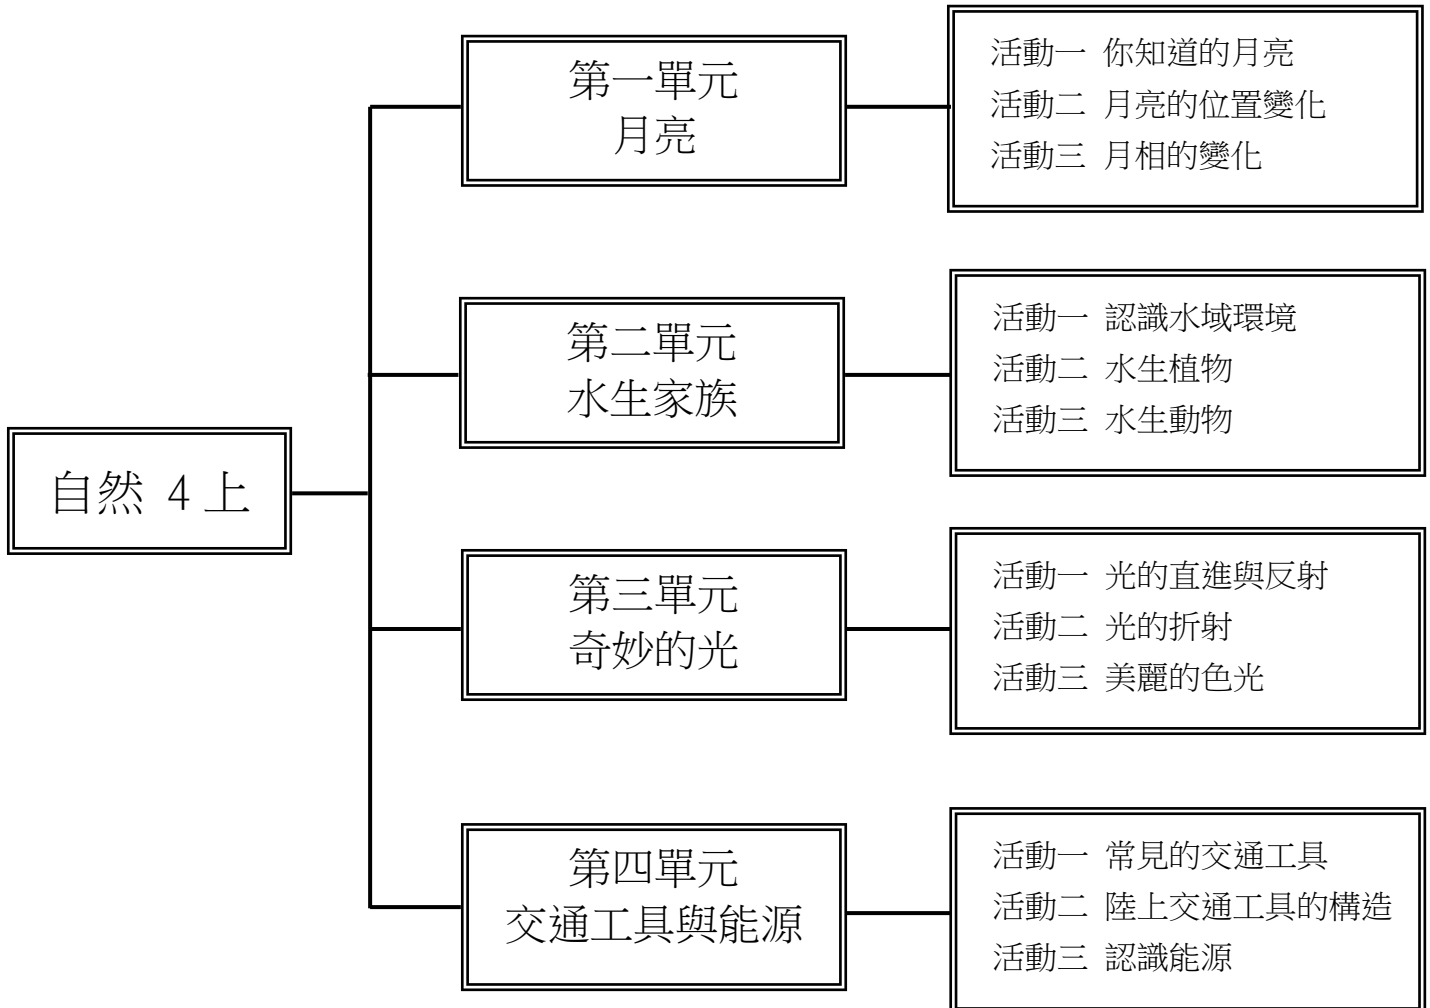 第一單元
月亮
活動一 你知道的月亮
活動二 月亮的位置變化
活動三 月相的變化
第二單元
水生家族
活動一 認識水域環境
活動二 水生植物
活動三 水生動物
自然 4 上
第三單元
奇妙的光
活動一 光的直進與反射
活動二 光的折射
活動三 美麗的色光
第四單元
交通工具與能源
活動一 常見的交通工具
活動二 陸上交通工具的構造
活動三 認識能源